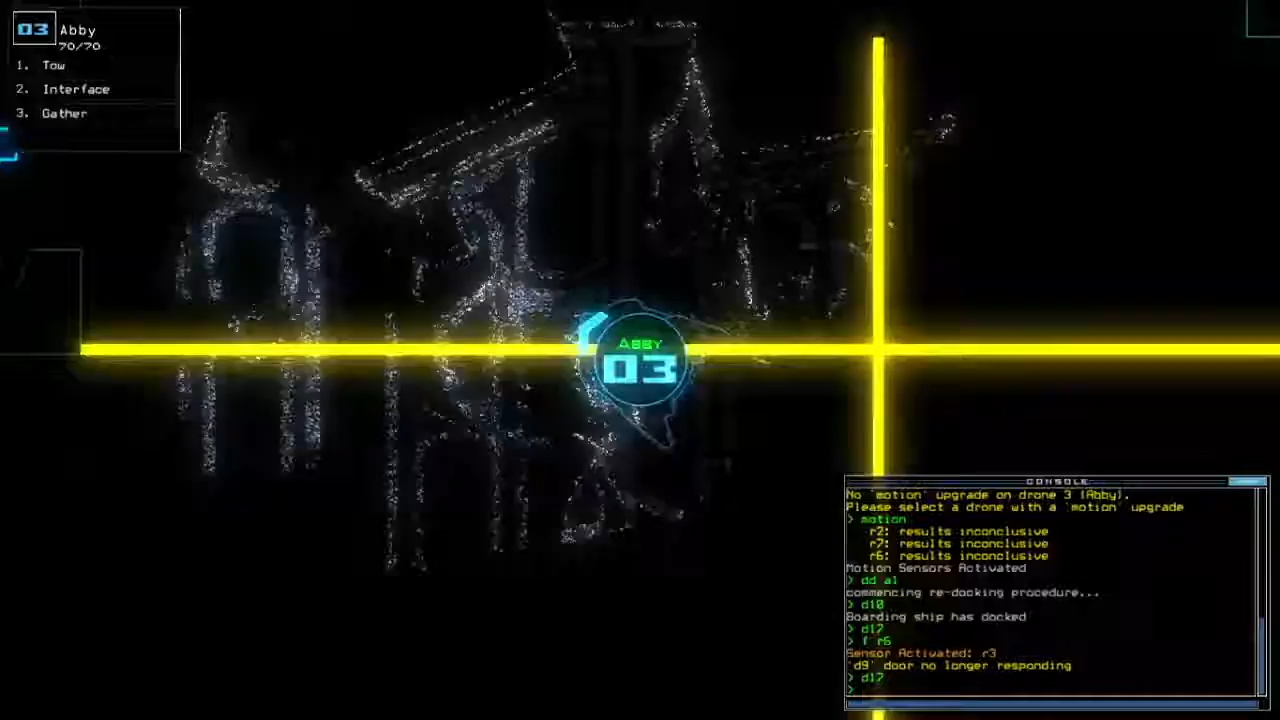 03 Abby
70/70
1. Tow
2. Interface
3. Gather
ABBY
03
CONSOLE
No `motion` upgrade on drone 3 (Abby).
Please select a drone with a `motion` upgrade
> motion
r2: results inconclusive
r7: results inconclusive
r6: results inconclusive
Motion Sensors Activated
> dd a1
commencing re-docking procedure...
> d10
Boarding ship has docked
> d17
> f r6
Sensor Activated: r3
'd9' door no longer responding
> d17
>